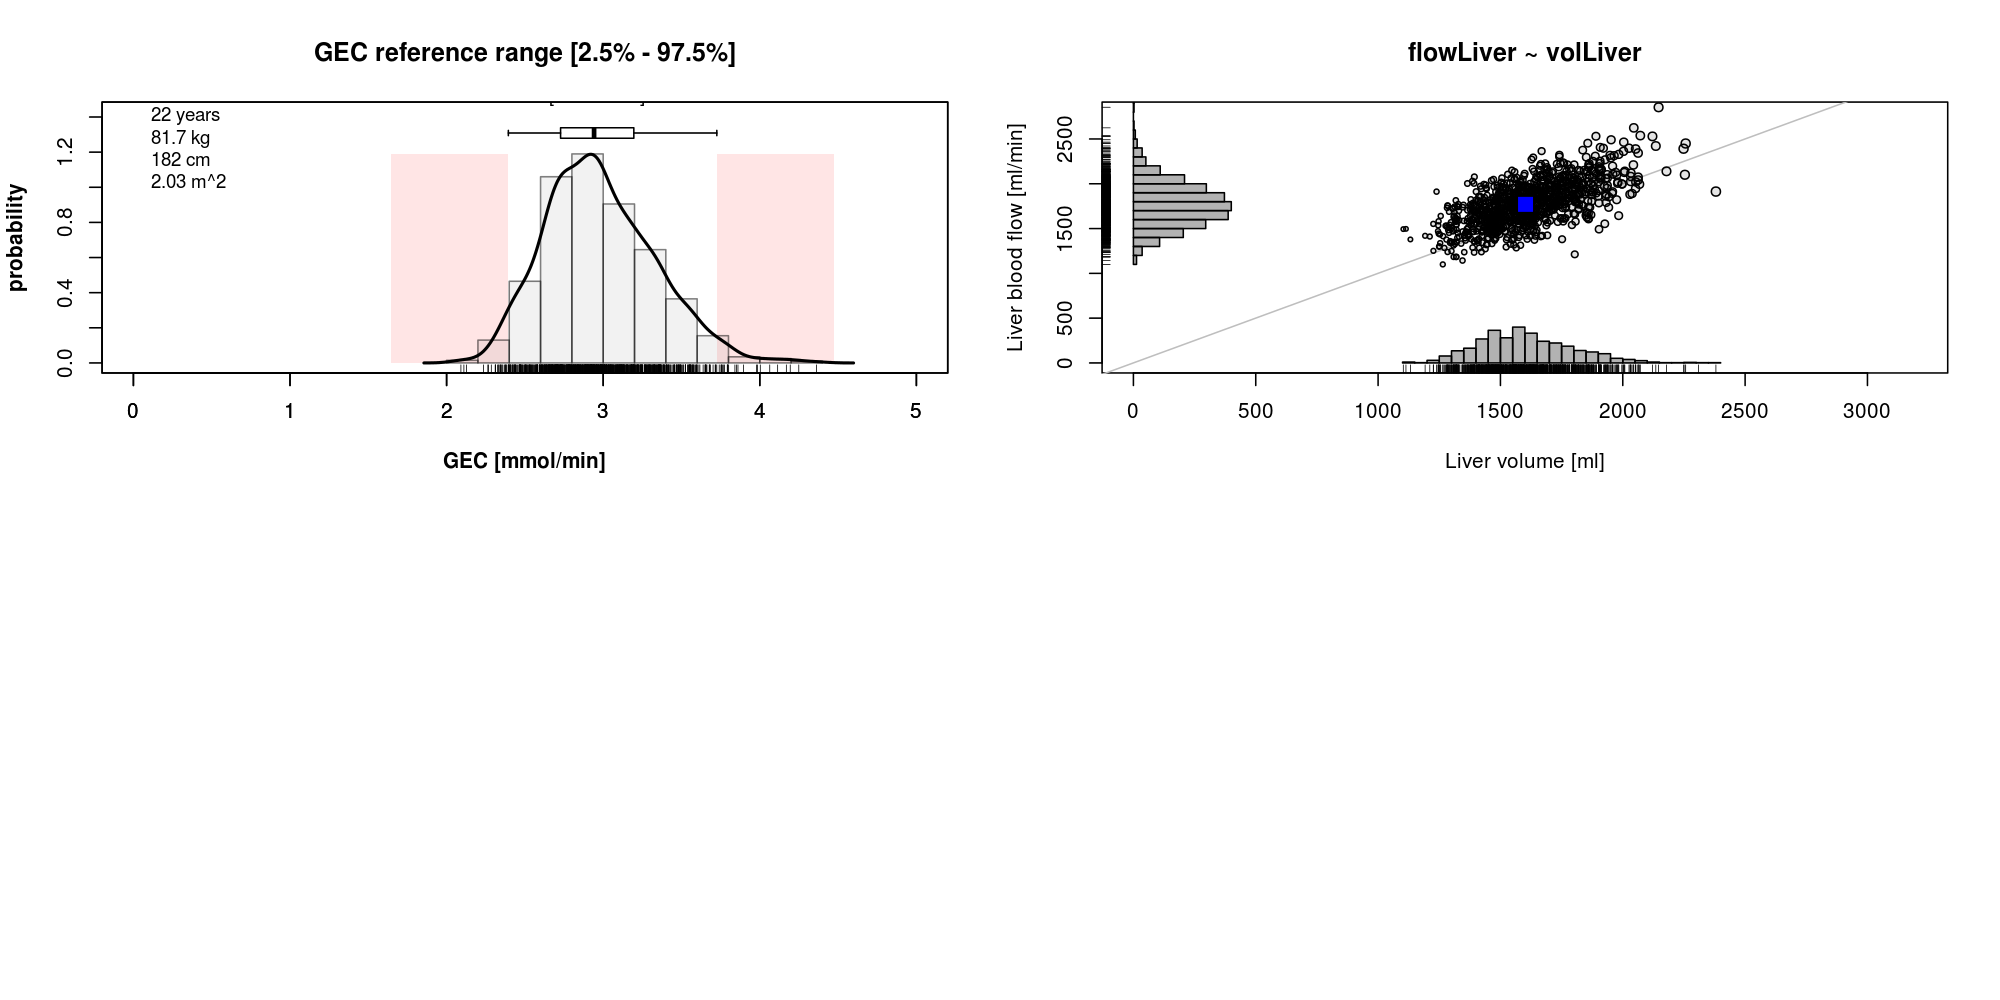 GEC reference range [2.5% - 97.5%]
22 years
81.7 kg
182 cm
2.03 m^2
probability
0.0
0.4
0.8
1.2
0 1 2 3 4 5
GEC [mmol/min]
flowLiver ~ volLiver
Liver blood flow [ml/min]
0
500
1500
2500
0 500 1000 1500 2000 2500 3000
Liver volume [ml]